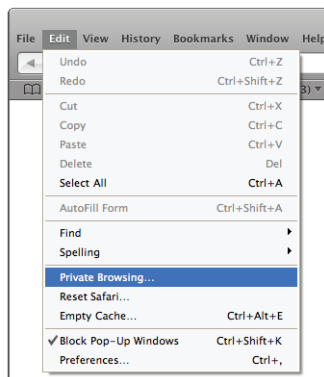 File Edit View History Bookmarks Window Help
Undo Ctrl+Z
Redo Ctrl+Shift+Z
3)
Cut Ctrl+X
Copy Ctrl+C
Paste Ctrl+V
Delete Del
Select All Ctrl+A
AutoFill Form Ctrl+Shift+A
Find
Spelling
Private Browsing...
Reset Safari...
Empty Cache... Ctrl+Alt+E
Block Pop-Up Windows Ctrl+Shift+K
Preferences... Ctrl+,